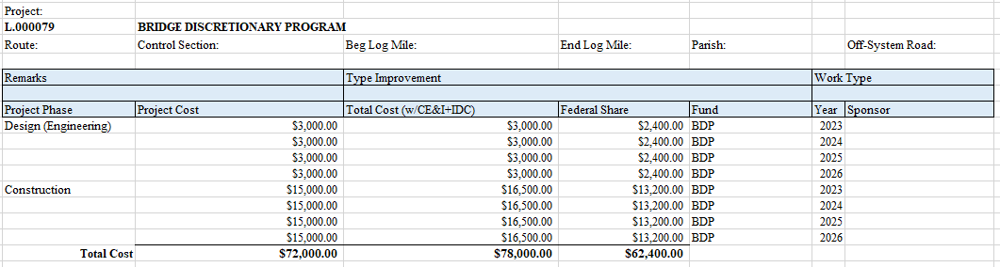 Project:
L.000079 BRIDGE DISCRETIONARY PROGRAM
Route: Control Section: Beg Log Mile: End Log Mile: Parish: Off-System Road:
Remarks Type Improvement Work Type
Project Phase Project Cost Total Cost (w/CE&I+IDC) Federal Share Fund Year Sponsor
Design (Engineering) $3,000.00 $3,000.00 $2,400.00 BDP 2023
$3,000.00 $3,000.00 $2,400.00 BDP 2024
$3,000.00 $3,000.00 $2,400.00 BDP 2025
$3,000.00 $3,000.00 $2,400.00 BDP 2026
Construction $15,000.00 $16,500.00 $13,200.00 BDP 2023
$15,000.00 $16,500.00 $13,200.00 BDP 2024
$15,000.00 $16,500.00 $13,200.00 BDP 2025
$15,000.00 $16,500.00 $13,200.00 BDP 2026
Total Cost $72,000.00 $78,000.00 $62,400.00